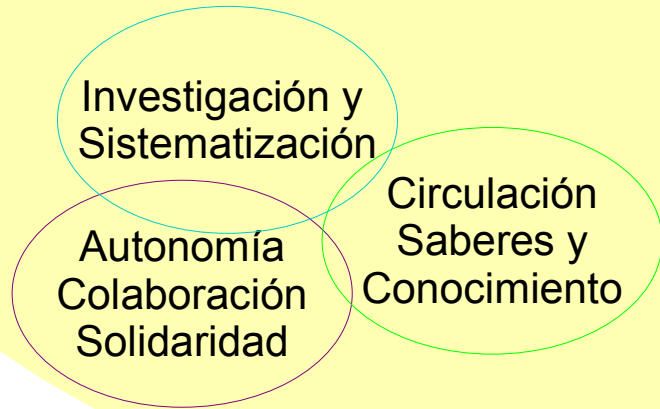 Investigación y
Sistematización
Circulación
Saberes y
Conocimiento
Autonomía
Colaboración
Solidaridad